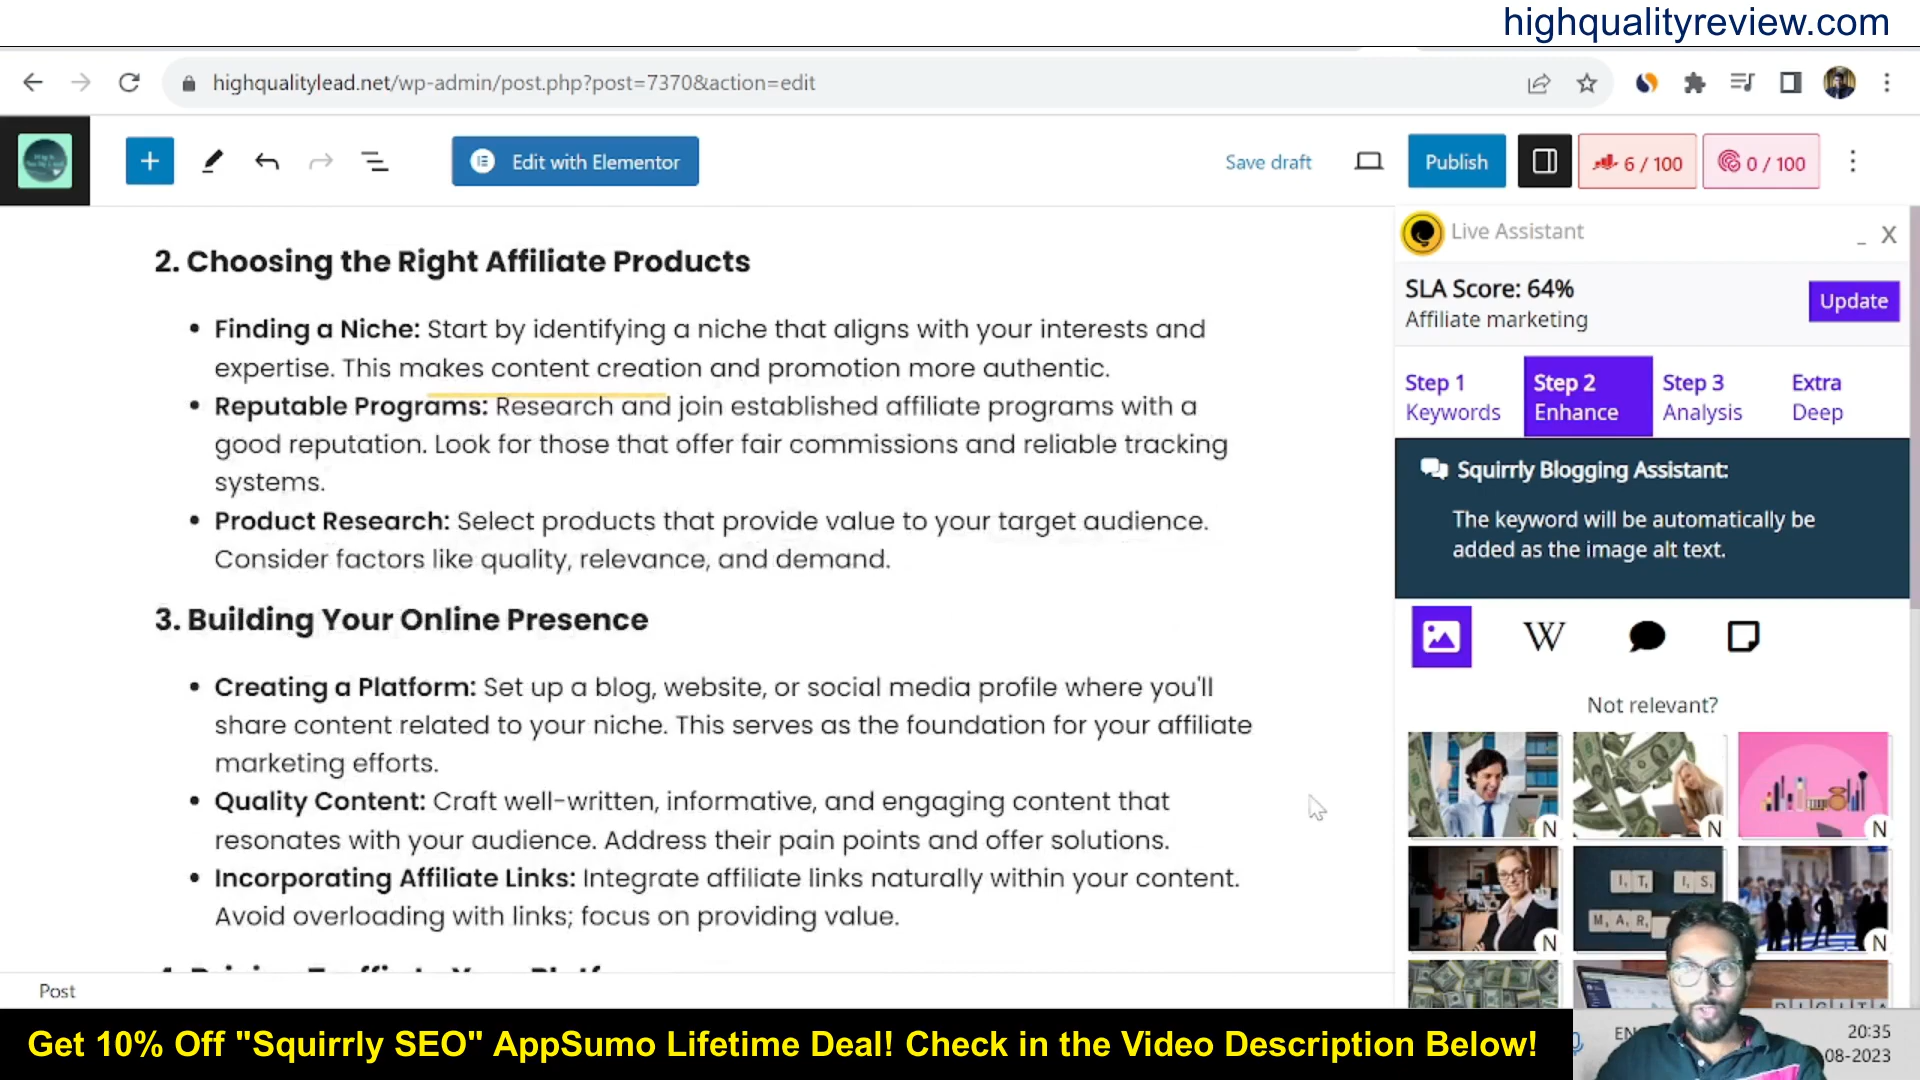 highqualityreview.com
highqualitylead.net/wp-admin/post.php?post=7370&action=edit
Edit with Elementor
Save draft
Publish
6 / 100
0 / 100
2. Choosing the Right Affiliate Products
• Finding a Niche: Start by identifying a niche that aligns with your interests and
expertise. This makes content creation and promotion more authentic.
• Reputable Programs: Research and join established affiliate programs with a
good reputation. Look for those that offer fair commissions and reliable tracking
systems.
• Product Research: Select products that provide value to your target audience.
Consider factors like quality, relevance, and demand.
3. Building Your Online Presence
• Creating a Platform: Set up a blog, website, or social media profile where you'll
share content related to your niche. This serves as the foundation for your affiliate
marketing efforts.
• Quality Content: Craft well-written, informative, and engaging content that
resonates with your audience. Address their pain points and offer solutions.
• Incorporating Affiliate Links: Integrate affiliate links naturally within your content.
Avoid overloading with links; focus on providing value.
Post
Live Assistant
_ X
SLA Score: 64%
Affiliate marketing
Update
Step 1
Keywords
Step 2
Enhance
Step 3
Analysis
Extra
Deep
Squirrly Blogging Assistant:
The keyword will be automatically be
added as the image alt text.
W
Not relevant?
N
N
N
N
IT IS
MAR
N
Get 10% Off "Squirrly SEO" AppSumo Lifetime Deal! Check in the Video Description Below!
20:35
08-2023